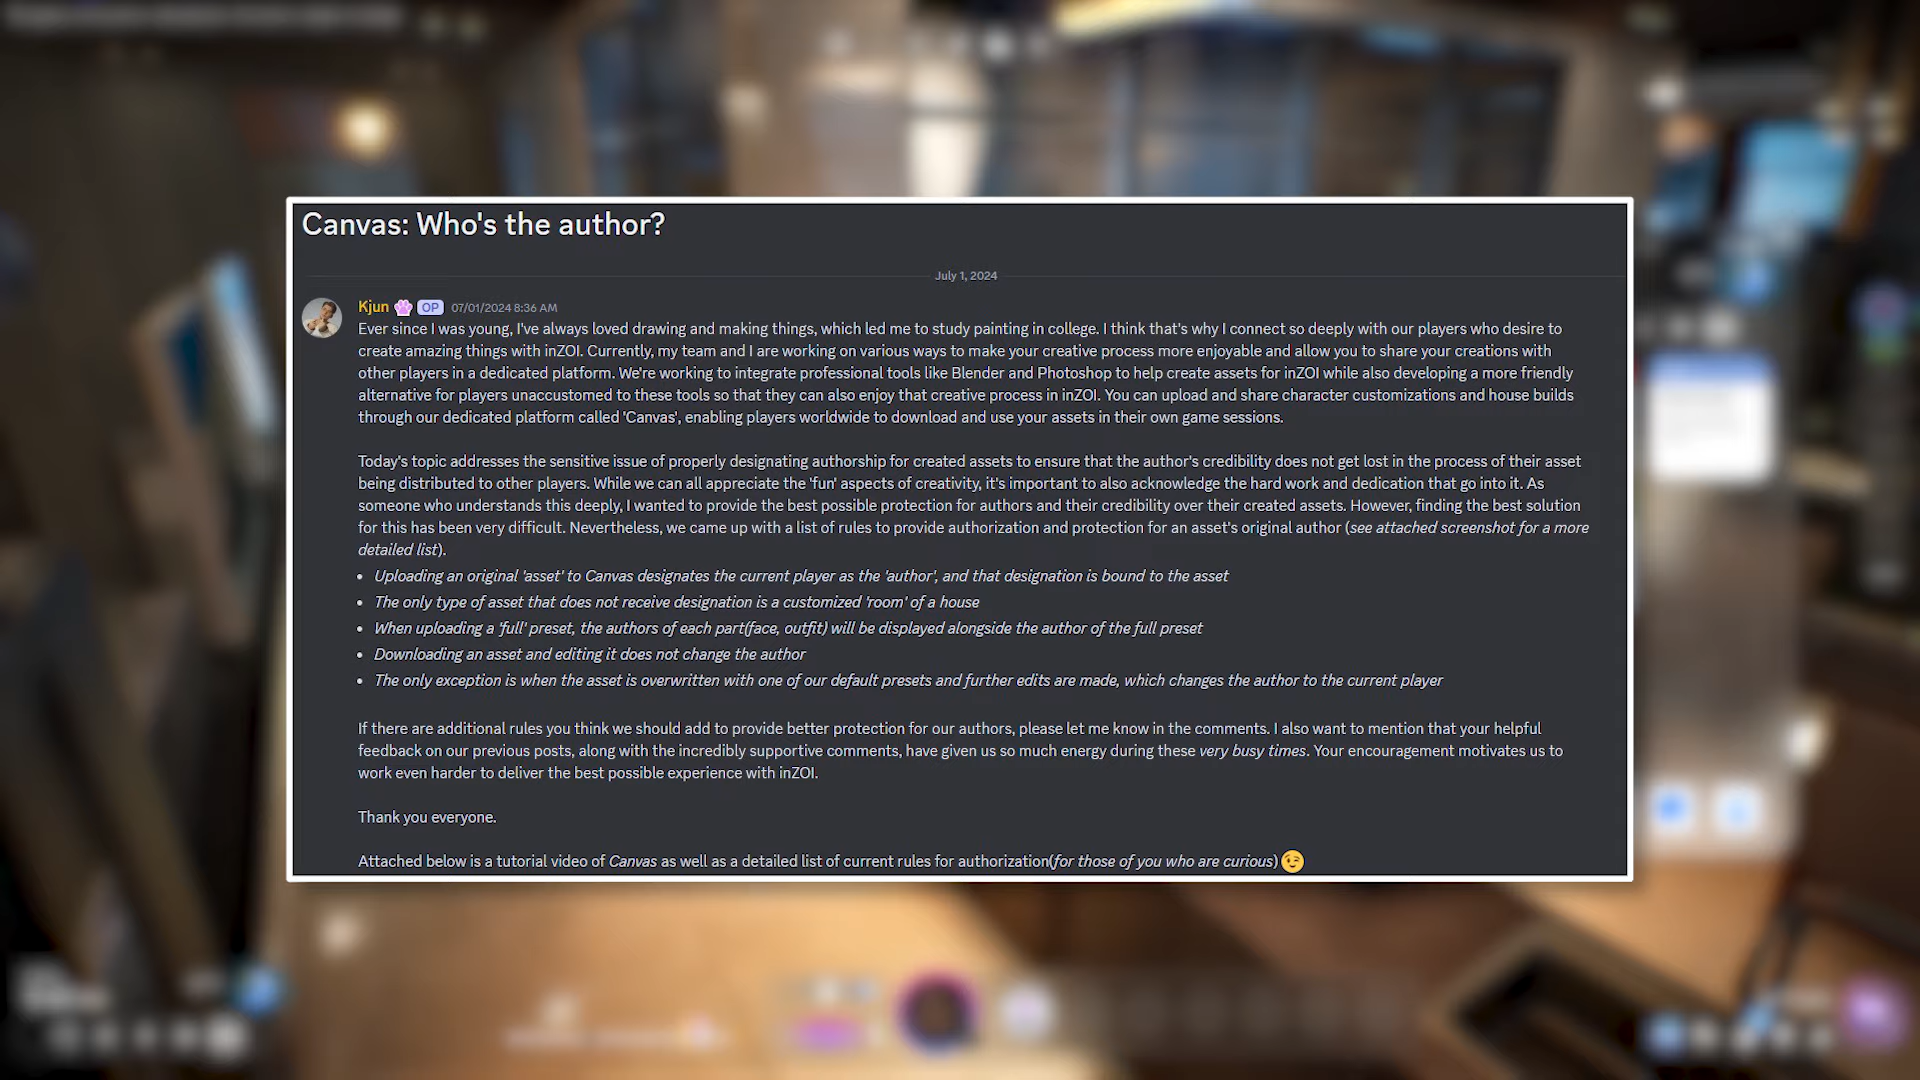 Canvas: Who's the author?
July 1, 2024
Kjun OP 07/01/2024 8:36 AM
Ever since I was young, I've always loved drawing and making things, which led me to study painting in college. I think that's why I connect so deeply with our players who desire to
create amazing things with inZOI. Currently, my team and I are working on various ways to make your creative process more enjoyable and allow you to share your creations with
other players in a dedicated platform. We're working to integrate professional tools like Blender and Photoshop to help create assets for inZOI while also developing a more friendly
alternative for players unaccustomed to these tools so that they can also enjoy that creative process in inZOI. You can upload and share character customizations and house builds
through our dedicated platform called 'Canvas', enabling players worldwide to download and use your assets in their own game sessions.
Today's topic addresses the sensitive issue of properly designating authorship for created assets to ensure that the author's credibility does not get lost in the process of their asset
being distributed to other players. While we can all appreciate the 'fun' aspects of creativity, it's important to also acknowledge the hard work and dedication that go into it. As
someone who understands this deeply, I wanted to provide the best possible protection for authors and their credibility over their created assets. However, finding the best solution
for this has been very difficult. Nevertheless, we came up with a list of rules to provide authorization and protection for an asset's original author (see attached screenshot for a more
detailed list).
• Uploading an original 'asset' to Canvas designates the current player as the 'author', and that designation is bound to the asset
• The only type of asset that does not receive designation is a customized 'room' of a house
• When uploading a 'full' preset, the authors of each part(face, outfit) will be displayed alongside the author of the full preset
• Downloading an asset and editing it does not change the author
• The only exception is when the asset is overwritten with one of our default presets and further edits are made, which changes the author to the current player
If there are additional rules you think we should add to provide better protection for our authors, please let me know in the comments. I also want to mention that your helpful
feedback on our previous posts, along with the incredibly supportive comments, have given us so much energy during these very busy times. Your encouragement motivates us to
work even harder to deliver the best possible experience with inZOI.
Thank you everyone.
Attached below is a tutorial video of Canvas as well as a detailed list of current rules for authorization(for those of you who are curious) 😉